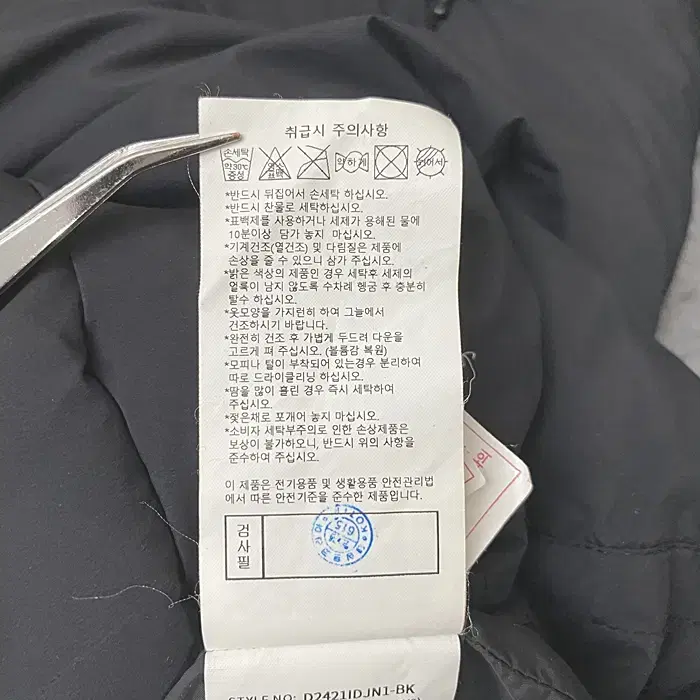 취급시 주의사항
손세탁
약30℃
중성
염소
표백
약하게
드라이
*반드시 뒤집어서 손세탁 하십시오.
*반드시 찬물로 세탁하십시오.
*표백제를 사용하거나 세제가 용해된 물에
10분이상 담가 놓지 마십시오.
*기계건조(열건조) 및 다림질은 제품에
손상을 줄 수 있으니 삼가 주십시오.
*밝은 색상의 제품인 경우 세탁후 세제의
얼룩이 남지 않도록 수차례 헹굼 후 충분히
탈수 하십시오.
*옷모양을 가지런히 하여 그늘에서
건조하시기 바랍니다.
*완전히 건조 후 가볍게 두드려 다운을
고르게 펴 주십시오. (볼륨감 복원)
*모피나 털이 부착되어 있는경우 분리하여
따로 드라이클리닝 하십시오.
*땀을 많이 흘린 경우 즉시 세탁하여
주십시오.
*젖은채로 포개어 놓지 마십시오.
*소비자 세탁부주의로 인한 손상제품은
보상이 불가하오니, 반드시 위의 사항을
준수하여 주십시오.
이 제품은 전기용품 및 생활용품 안전관리법
에서 따른 안전기준을 준수한 제품입니다.
검사필
KOTI
615
STYLE NO: D2421IDJN1-BK